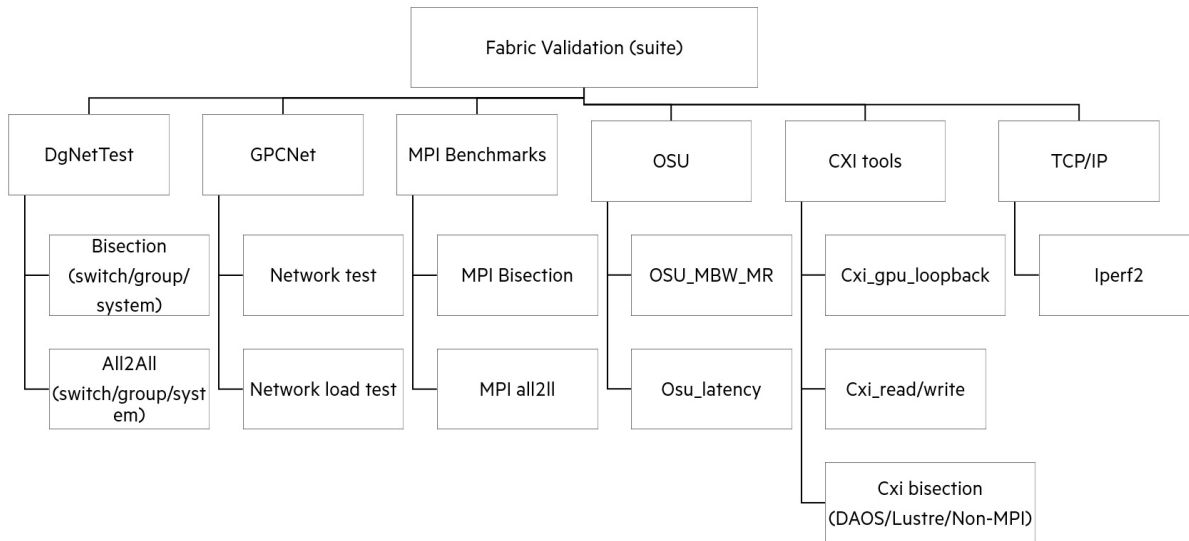 Fabric Validation (suite)
DgNetTest
GPCNet
MPI Benchmarks
OSU
CXI tools
TCP/IP
Bisection
(switch/group/
system)
Network test
MPI Bisection
OSU_MBW_MR
Cxi_gpu_loopback
Iperf2
All2All
(switch/group/syst
em)
Network load test
MPI all2ll
Osu_latency
Cxi_read/write
Cxi bisection
(DAOS/Lustre/Non-MPI)